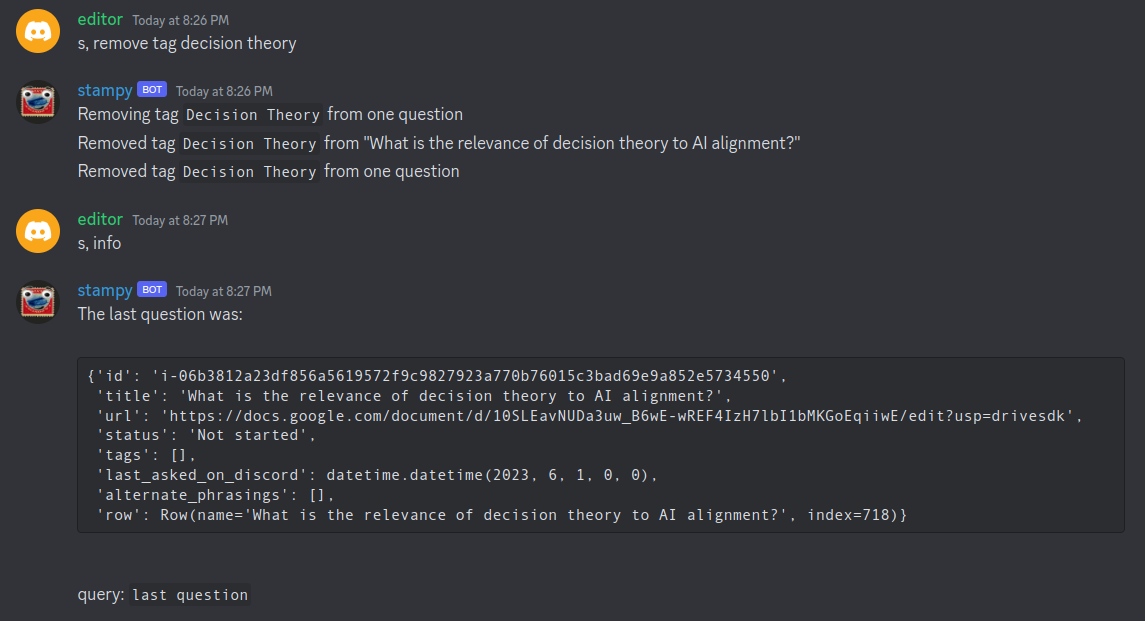 editor Today at 8:26 PM
s, remove tag decision theory
stampy BOT Today at 8:26 PM
Removing tag Decision Theory from one question
Removed tag Decision Theory from "What is the relevance of decision theory to AI alignment?"
Removed tag Decision Theory from one question
editor Today at 8:27 PM
s, info
stampy BOT Today at 8:27 PM
The last question was:
{'id': 'i-06b3812a23df856a5619572f9c9827923a770b76015c3bad69e9a852e5734550',
'title': 'What is the relevance of decision theory to AI alignment?',
'url': 'https://docs.google.com/document/d/10SLEavNUDa3uw_B6wE-wREF4IzH7lbI1bMKGoEqiiwE/edit?usp=drivesdk',
'status': 'Not started',
'tags': [],
'last_asked_on_discord': datetime.datetime(2023, 6, 1, 0, 0),
'alternate_phrasings': [],
'row': Row(name='What is the relevance of decision theory to AI alignment?', index=718)}
query: last question